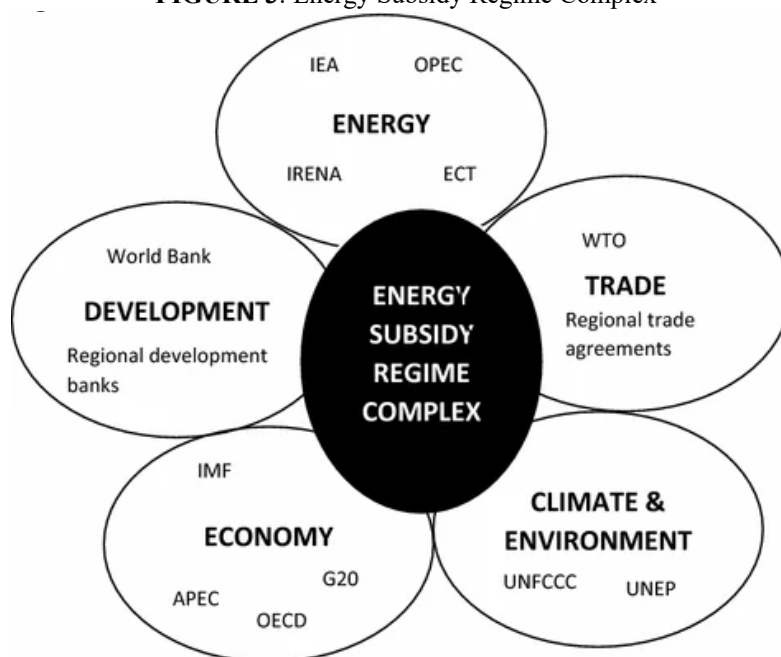 FIGURE 3: Energy Subsidy Regime Complex
IEA OPEC
ENERGY
IRENA ECT
World Bank
DEVELOPMENT
Regional development
banks
WTO
TRADE
Regional trade
agreements
ENERGY
SUBSIDY
REGIME
COMPLEX
IMF
ECONOMY
G20
APEC
OECD
CLIMATE &
ENVIRONMENT
UNFCCC UNEP